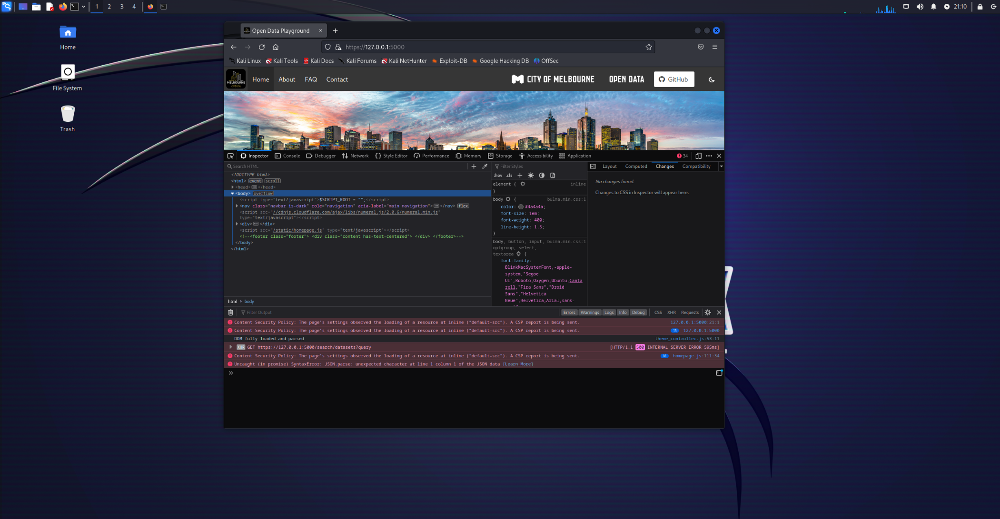 1 2 3 4 21:10
Home
File System
Trash
Open Data Playground
https://127.0.0.1:5000
Kali Linux Kali Tools Kali Docs Kali Forums Kali NetHunter Exploit-DB Google Hacking DB OffSec
MELBOURNE Home About FAQ Contact CITY OF MELBOURNE OPEN DATA GitHub
Inspector Console Debugger Network Style Editor Performance Memory Storage Accessibility Application 34
Search HTML
<!DOCTYPE html>
<html> event scroll
<head> </head>
<body> overflow
<script type="text/javascript">$SCRIPT_ROOT = "";</script>
<nav class="navbar is-dark" role="navigation" aria-label="main navigation"> </nav> flex
<script src="//cdnjs.cloudflare.com/ajax/libs/numeral.js/2.0.6/numeral.min.js"
type="text/javascript"></script>
<div> </div>
<script src="/static/homepage.js" type="text/javascript"></script>
<!--<footer class="footer"> <div class="content has-text-centered"> </div> </footer>-->
</body>
</html>
html > body
Filter Styles
:hov .cls +
element { inline
}
body { bulma.min.css:1
color: #4a4a4a;
font-size: 1em;
font-weight: 400;
line-height: 1.5;
}
body, button, input, bulma.min.css:1
optgroup, select,
textarea {
font-family:
BlinkMacSystemFont,-apple-
system,"Segoe
UI",Roboto,Oxygen,Ubuntu,Canta
rell,"Fira Sans","Droid
Sans","Helvetica
Neue",Helvetica,Arial,sans-
Layout Computed Changes Compatibility
No changes found.
Changes to CSS in Inspector will appear here.
Filter Output Errors Warnings Logs Info Debug CSS XHR Requests
Content Security Policy: The page's settings observed the loading of a resource at inline ("default-src"). A CSP report is being sent. 127.0.0.1:5000:21:1
Content Security Policy: The page's settings observed the loading of a resource at inline ("default-src"). A CSP report is being sent. 13 127.0.0.1:5000
DOM fully loaded and parsed theme_controller.js:53:11
XHR GET https://127.0.0.1:5000/search/datasets?query [HTTP/1.1 500 INTERNAL SERVER ERROR 595ms]
Content Security Policy: The page's settings observed the loading of a resource at inline ("default-src"). A CSP report is being sent. 18 homepage.js:111:34
Uncaught (in promise) SyntaxError: JSON.parse: unexpected character at line 1 column 1 of the JSON data [Learn More]